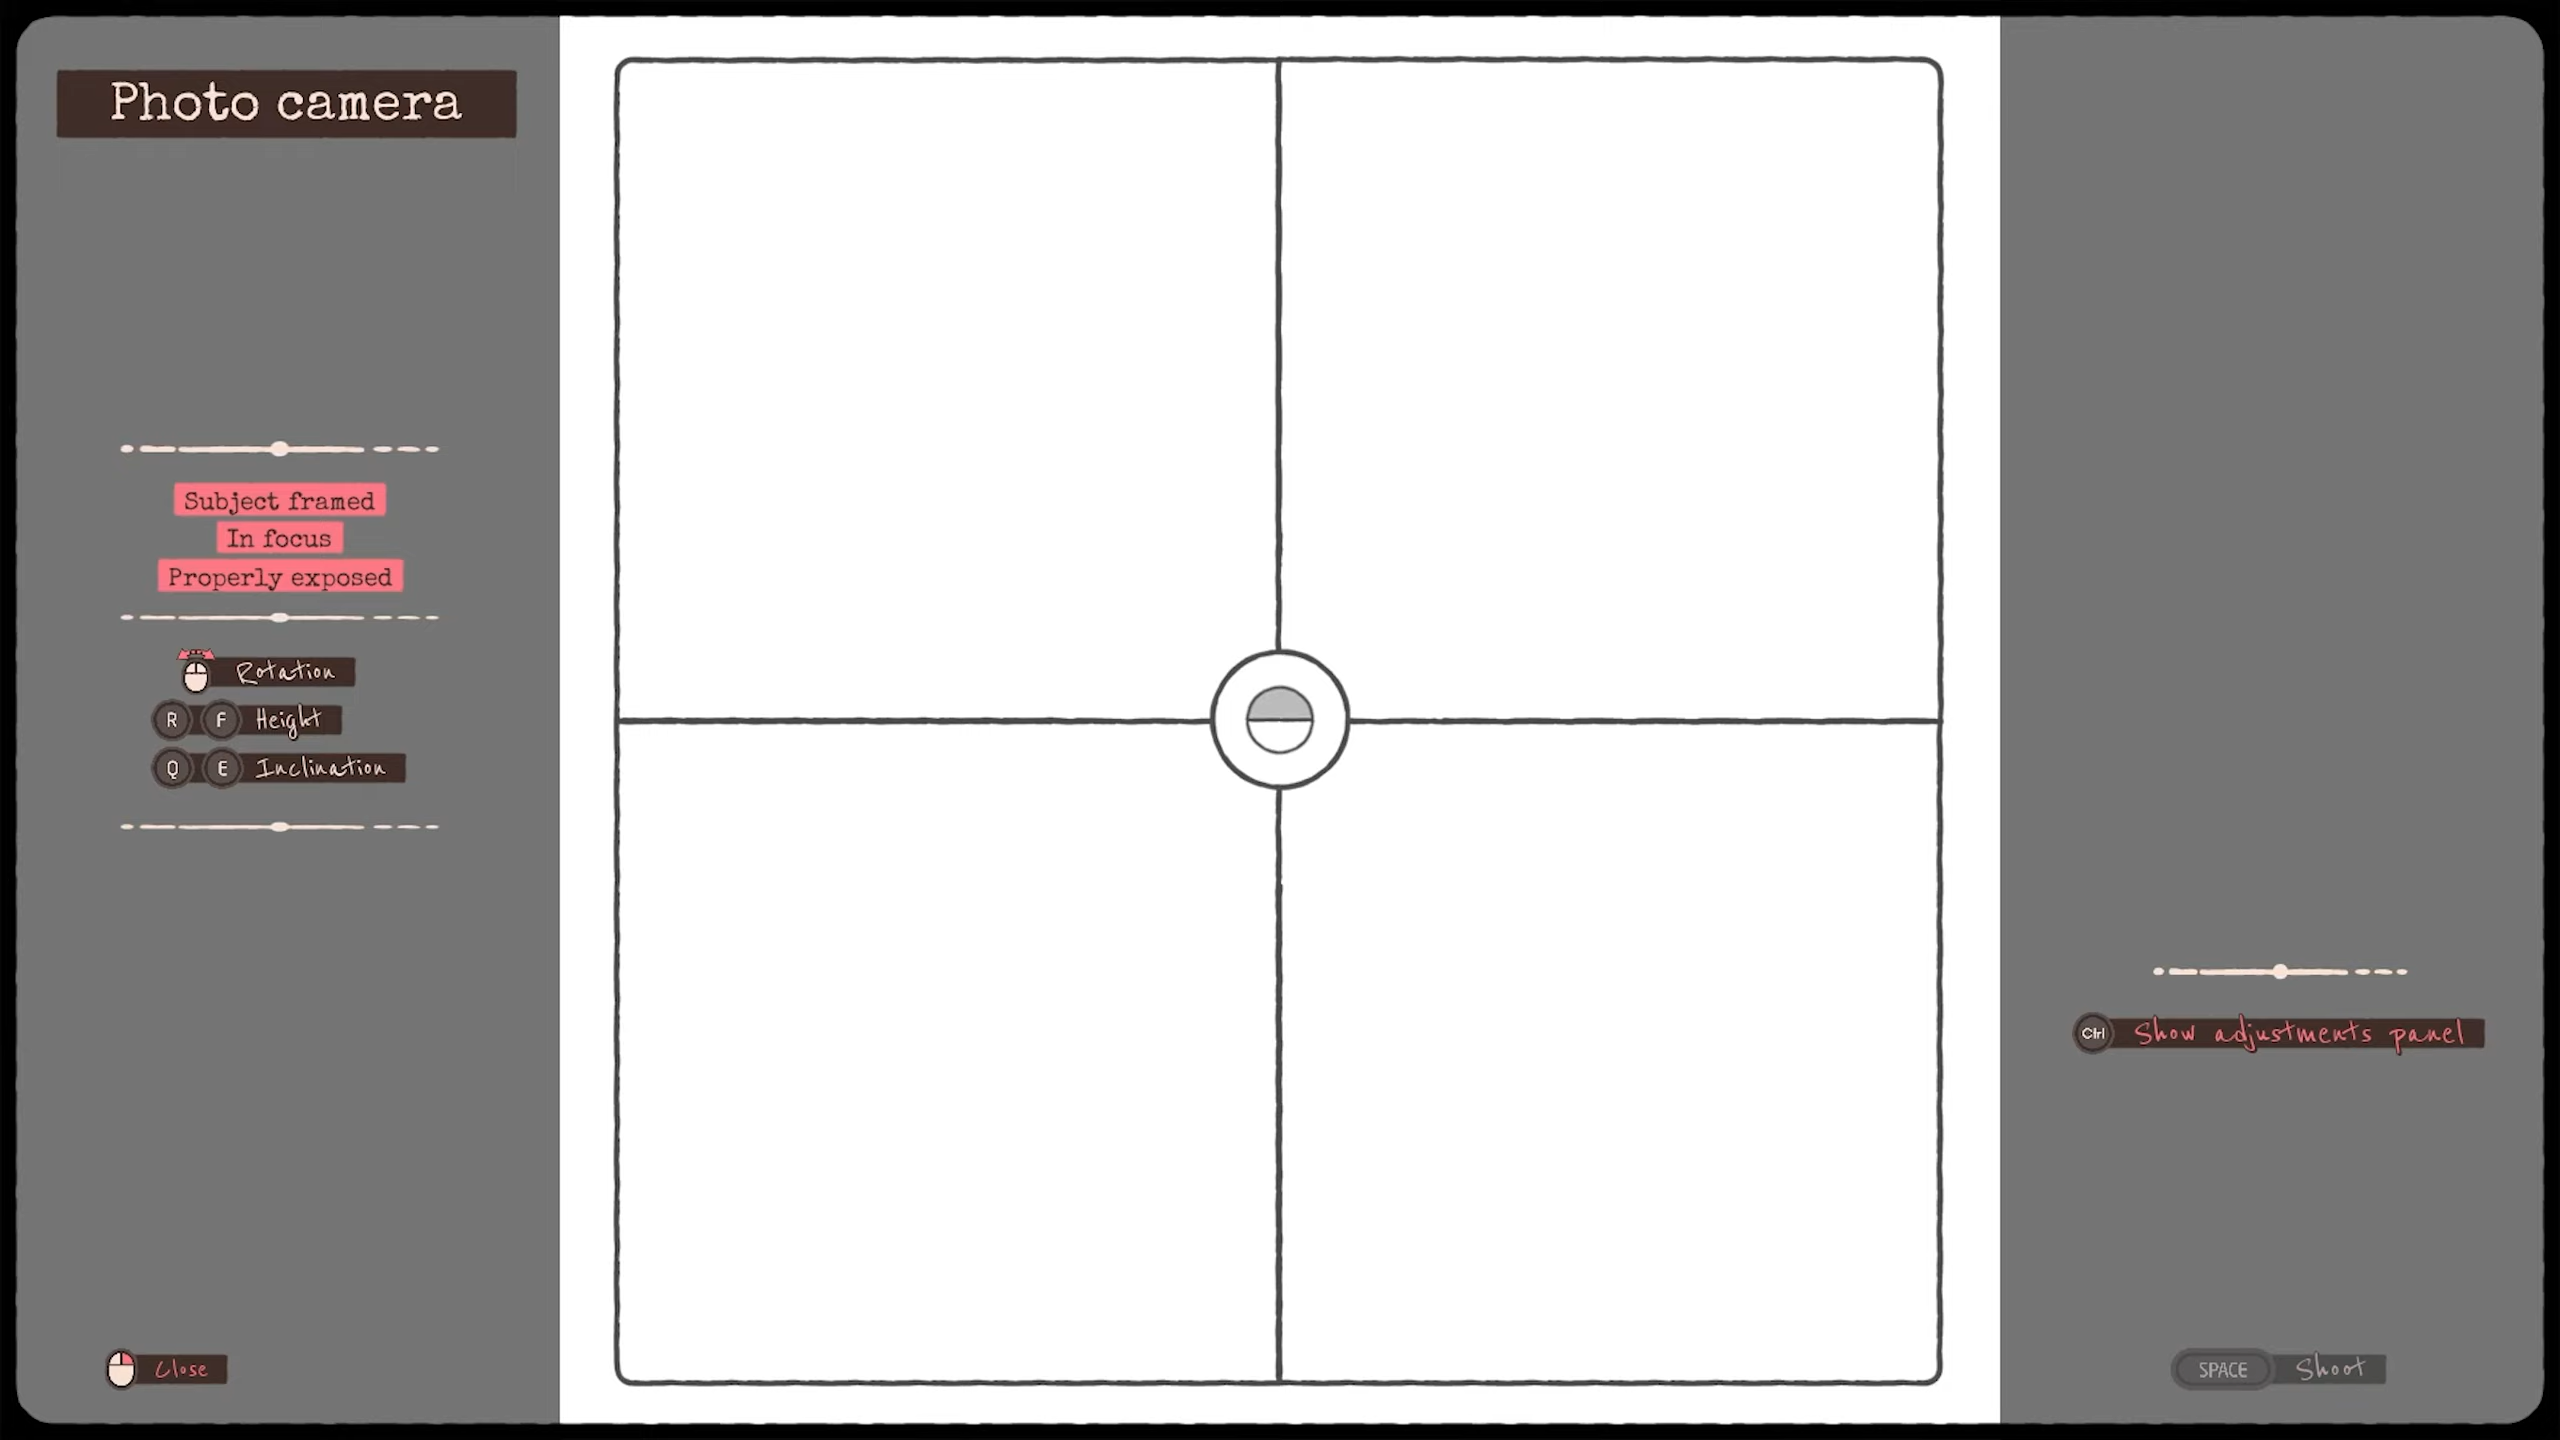 Photo camera
Subject framed
In focus
Properly exposed
Rotation
R F Height
Q E Inclination
Ctrl Show adjustments panel
Close
SPACE Shoot